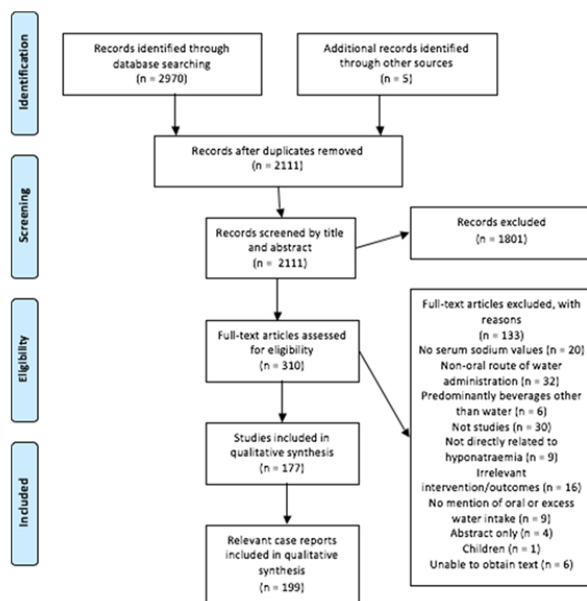 Identification
Records identified through
database searching
(n = 2970)
Additional records identified
through other sources
(n = 5)
Records after duplicates removed
(n = 2111)
Screening
Records screened by title
and abstract
(n = 2111)
Records excluded
(n = 1801)
Eligibility
Full-text articles assessed
for eligibility
(n = 310)
Full-text articles excluded, with
reasons
(n = 133)
No serum sodium values (n = 20)
Non-oral route of water
administration (n = 32)
Predominantly beverages other
than water (n = 6)
Not studies (n = 30)
Not directly related to
hyponatraemia (n = 9)
Irrelevant
intervention/outcomes (n = 16)
No mention of oral or excess
water intake (n = 9)
Abstract only (n = 4)
Children (n = 1)
Unable to obtain text (n = 6)
Included
Studies included in
qualitative synthesis
(n = 177)
Relevant case reports
included in qualitative
synthesis
(n = 199)